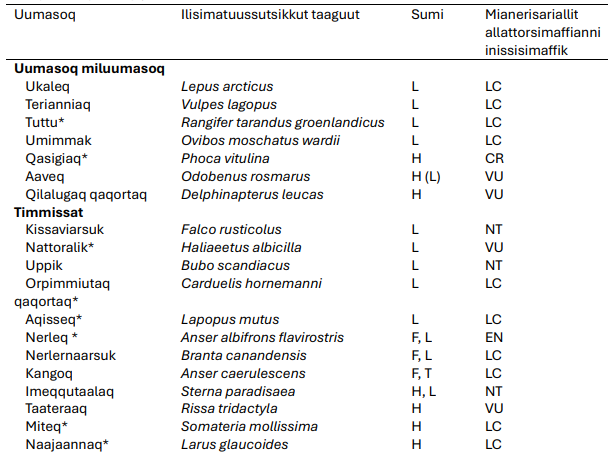 Uumasoq Ilisimatuussutsikkut taaguut Sumi Mianerisariallit
allattorsimaffianni
inissisimaffik
Uumasoq miluumasoq
Ukaleq Lepus arcticus L LC
Terianniaq Vulpes lagopus L LC
Tuttu* Rangifer tarandus groenlandicus L LC
Umimmak Ovibos moschatus wardii L LC
Qasigiaq* Phoca vitulina H CR
Aaveq Odobenus rosmarus H (L) VU
Qilalugaq qaqortaq Delphinapterus leucas H VU
Timmissat
Kissaviarsuk Falco rusticolus L NT
Nattoralik* Haliaeetus albicilla L VU
Uppik Bubo scandiacus L NT
Orpimmiutaq Carduelis hornemanni L LC
qaqortaq*
Aqisseq* Lapopus mutus L LC
Nerleq * Anser albifrons flavirostris F, L EN
Nerlernaarsuk Branta canandensis F, L LC
Kangoq Anser caerulescens F, T LC
Imeqqutaalaq Sterna paradisaea H, L NT
Taateraaq Rissa tridactyla H VU
Miteq* Somateria mollissima H LC
Naajaannaq* Larus glaucoides H LC